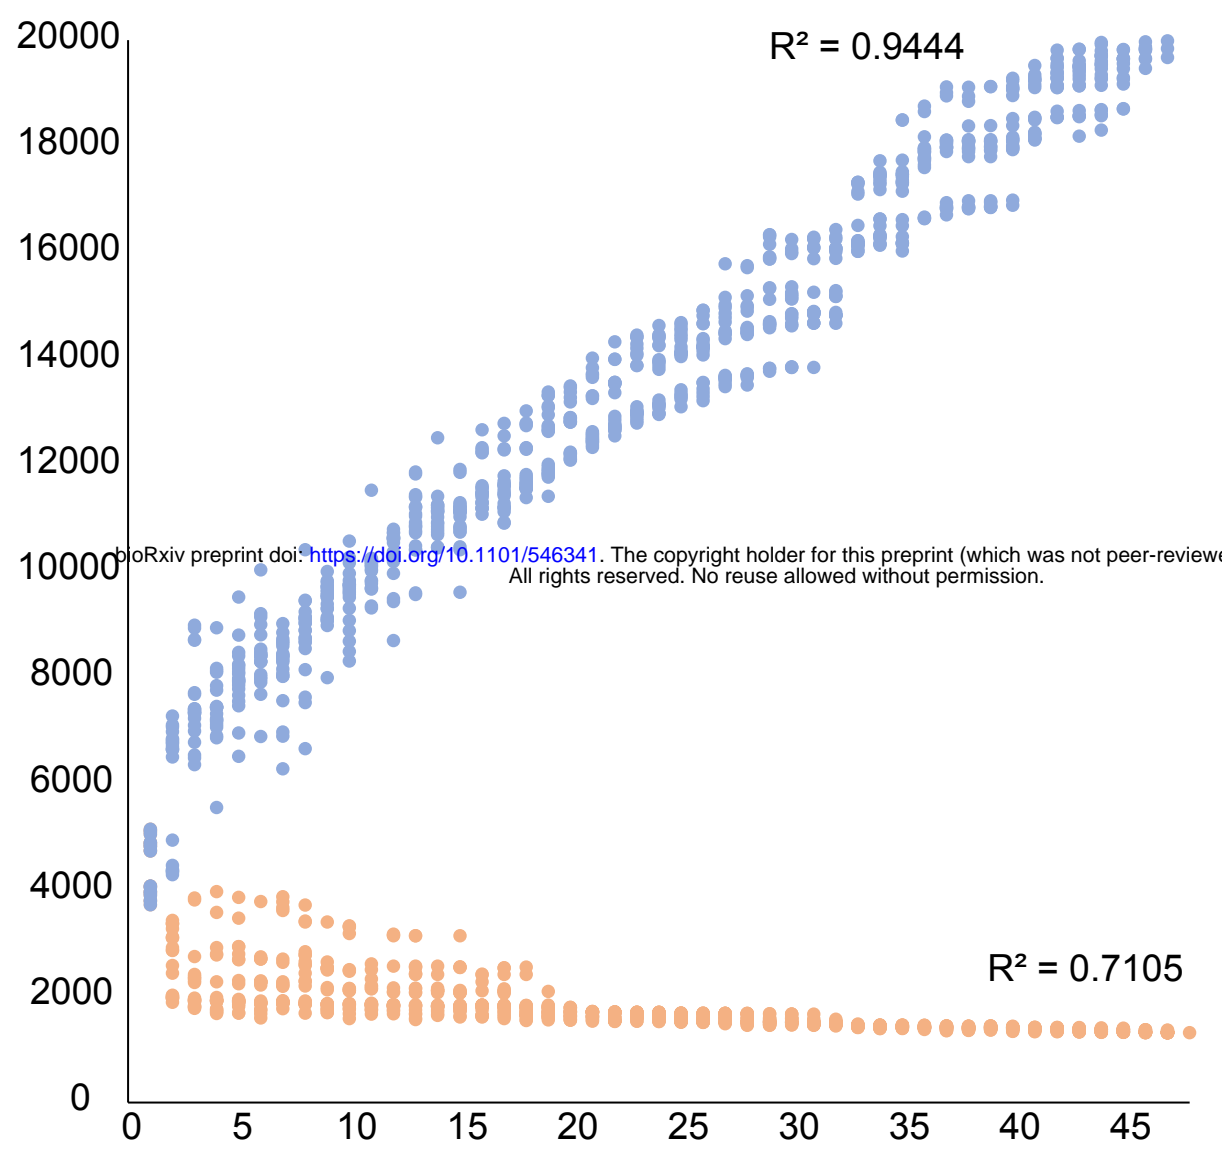 20000
R² = 0.9444
18000
16000
14000
12000
10000
bioRxiv preprint doi: https://doi.org/10.1101/546341. The copyright holder for this preprint (which was not peer-reviewe
All rights reserved. No reuse allowed without permission.
8000
6000
4000
R² = 0.7105
2000
0
0 5 10 15 20 25 30 35 40 45